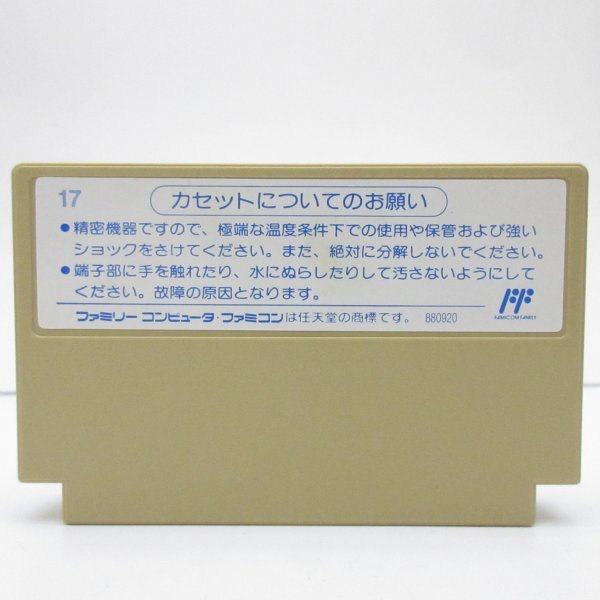 17
カセットについてのお願い
●精密機器ですので、極端な温度条件下での使用や保管および強い
ショックをさけてください。また、絶対に分解しないでください。
●端子部に手を触れたり、水にぬらしたりして汚さないようにして
ください。故障の原因となります。
ファミリー コンピュータ・ファミコンは任天堂の商標です。 880920
FF
FAMICOM FAMILY